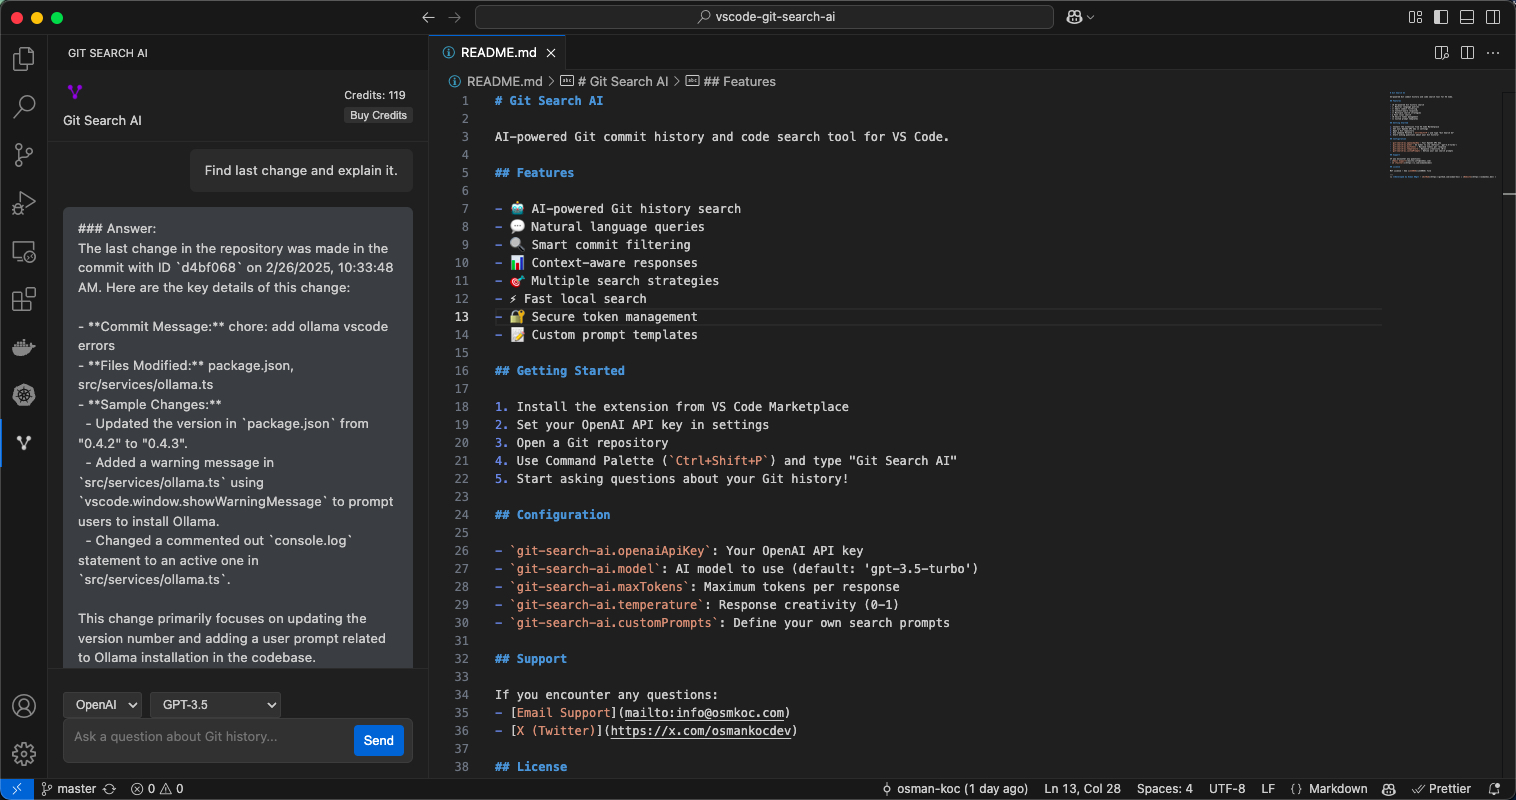 vscode-git-search-ai
GIT SEARCH AI
Git Search AI
Credits: 119
Buy Credits
Find last change and explain it.
### Answer:
The last change in the repository was made in the
commit with ID `d4bf068` on 2/26/2025, 10:33:48
AM. Here are the key details of this change:
- **Commit Message:** chore: add ollama vscode
errors
- **Files Modified:** package.json,
src/services/ollama.ts
- **Sample Changes:**
- Updated the version in `package.json` from
"0.4.2" to "0.4.3".
- Added a warning message in
`src/services/ollama.ts` using
`vscode.window.showWarningMessage` to prompt
users to install Ollama.
- Changed a commented out `console.log`
statement to an active one in
`src/services/ollama.ts`.
This change primarily focuses on updating the
version number and adding a user prompt related
to Ollama installation in the codebase.
OpenAI
GPT-3.5
Ask a question about Git history...
Send
README.md
README.md > # Git Search AI > ## Features
1 # Git Search AI
2
3 AI-powered Git commit history and code search tool for VS Code.
4
5 ## Features
6
7 - 🤖 AI-powered Git history search
8 - 💬 Natural language queries
9 - 🔍 Smart commit filtering
10 - 📊 Context-aware responses
11 - 🎯 Multiple search strategies
12 - ⚡ Fast local search
13 - 🔐 Secure token management
14 - 📝 Custom prompt templates
15
16 ## Getting Started
17
18 1. Install the extension from VS Code Marketplace
19 2. Set your OpenAI API key in settings
20 3. Open a Git repository
21 4. Use Command Palette (`Ctrl+Shift+P`) and type "Git Search AI"
22 5. Start asking questions about your Git history!
23
24 ## Configuration
25
26 - `git-search-ai.openaiApiKey`: Your OpenAI API key
27 - `git-search-ai.model`: AI model to use (default: 'gpt-3.5-turbo')
28 - `git-search-ai.maxTokens`: Maximum tokens per response
29 - `git-search-ai.temperature`: Response creativity (0-1)
30 - `git-search-ai.customPrompts`: Define your own search prompts
31
32 ## Support
33
34 If you encounter any questions:
35 - [Email Support](mailto:info@osmkoc.com)
36 - [X (Twitter)](https://x.com/osmankocdev)
37
38 ## License
master
0 0
osman-koc (1 day ago)
Ln 13, Col 28
Spaces: 4
UTF-8
LF
{} Markdown
Prettier